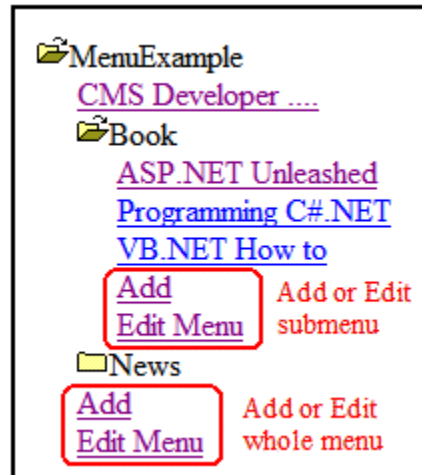 MenuExample
CMS Developer ....
Book
ASP.NET Unleashed
Programming C#.NET
VB.NET How to
Add
Edit Menu
Add or Edit
submenu
News
Add
Edit Menu
Add or Edit
whole menu